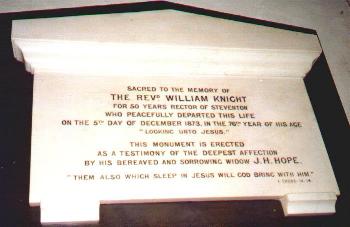 SACRED TO THE MEMORY OF
THE REVD WILLIAM KNIGHT
FOR 50 YEARS RECTOR OF STEVENTON
WHO PEACEFULLY DEPARTED THIS LIFE
ON THE 5TH DAY OF DECEMBER 1873, IN THE 76TH YEAR OF HIS AGE
"LOOKING UNTO JESUS."
THIS MONUMENT IS ERECTED
AS A TESTIMONY OF THE DEEPEST AFFECTION
BY HIS BEREAVED AND SORROWING WIDOW J.H. HOPE.
"THEM ALSO WHICH SLEEP IN JESUS WILL GOD BRING WITH HIM."